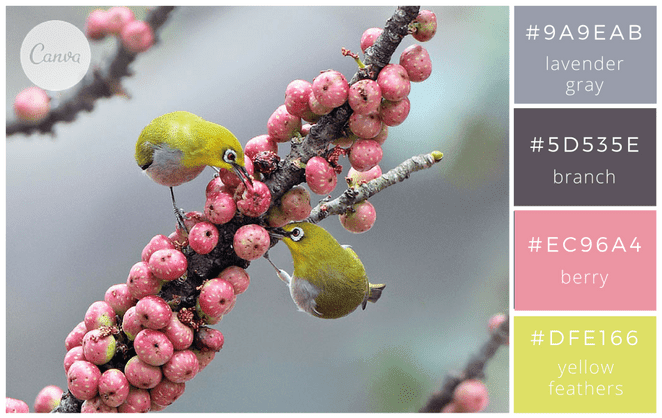 Canva
#9A9EAB
lavender
gray
#5D535E
branch
#EC96A4
berry
#DFE166
yellow
feathers